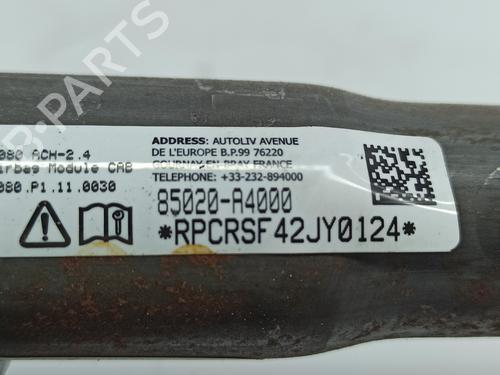 ADDRESS: AUTOLIV AVENUE
DE L'EUROPE B.P.99 76220
GOURNAY-EN-BRAY FRANCE
TELEPHONE: +33-232-894000
080 ACH-2.4
irbag Module CAB
080.P1.11.0030
85020-A4000
*RPCRSF42JY0124*
B-PARTS